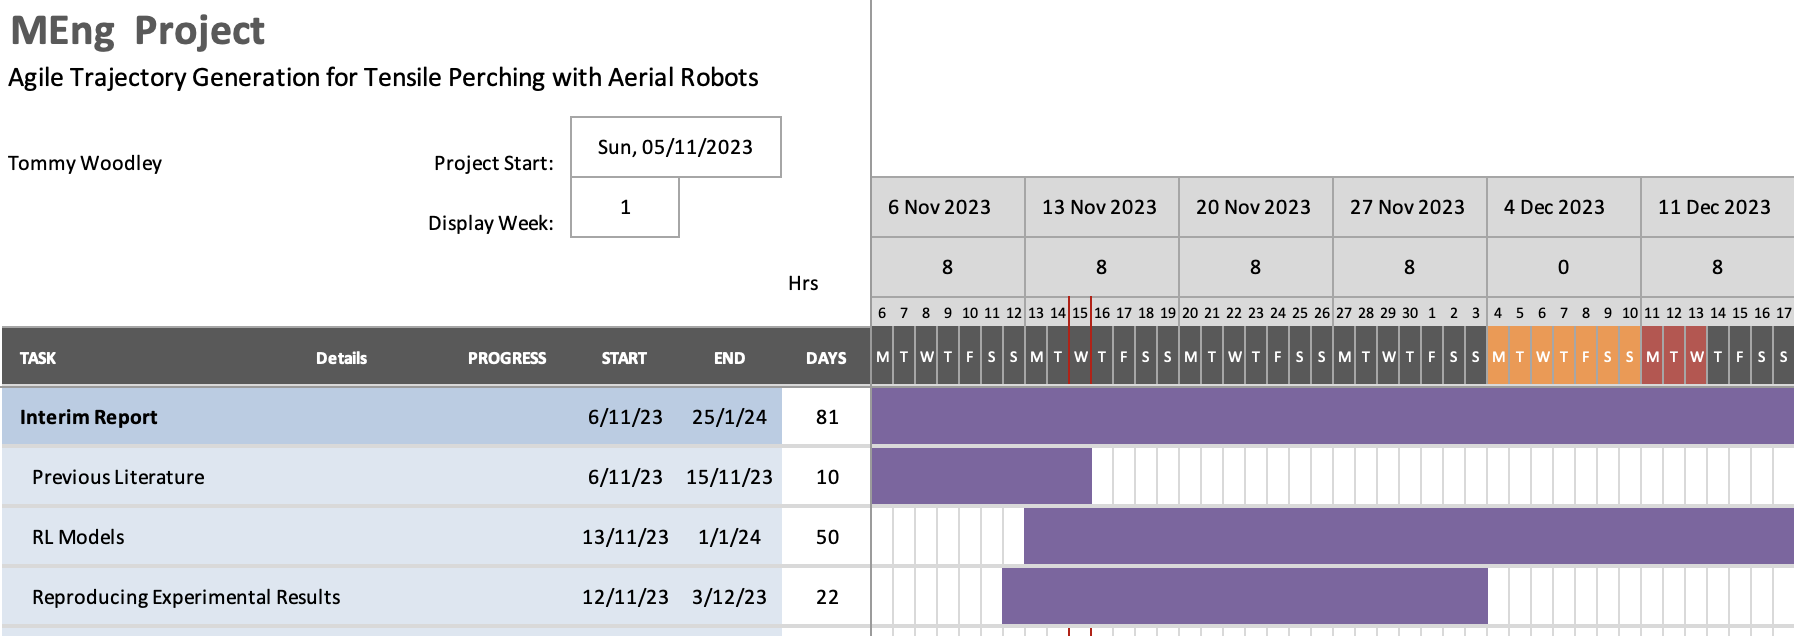 MEng Project
Agile Trajectory Generation for Tensile Perching with Aerial Robots
Tommy Woodley
Project Start: Sun, 05/11/2023
Display Week: 1
6 Nov 2023 13 Nov 2023 20 Nov 2023 27 Nov 2023 4 Dec 2023 11 Dec 2023
Hrs 8 8 8 8 0 8
6 7 8 9 10 11 12 13 14 15 16 17 18 19 20 21 22 23 24 25 26 27 28 29 30 1 2 3 4 5 6 7 8 9 10 11 12 13 14 15 16 17
TASK Details PROGRESS START END DAYS M T W T F S S M T W T F S S M T W T F S S M T W T F S S M T W T F S S M T W T F S S
Interim Report 6/11/23 25/1/24 81
Previous Literature 6/11/23 15/11/23 10
RL Models 13/11/23 1/1/24 50
Reproducing Experimental Results 12/11/23 3/12/23 22